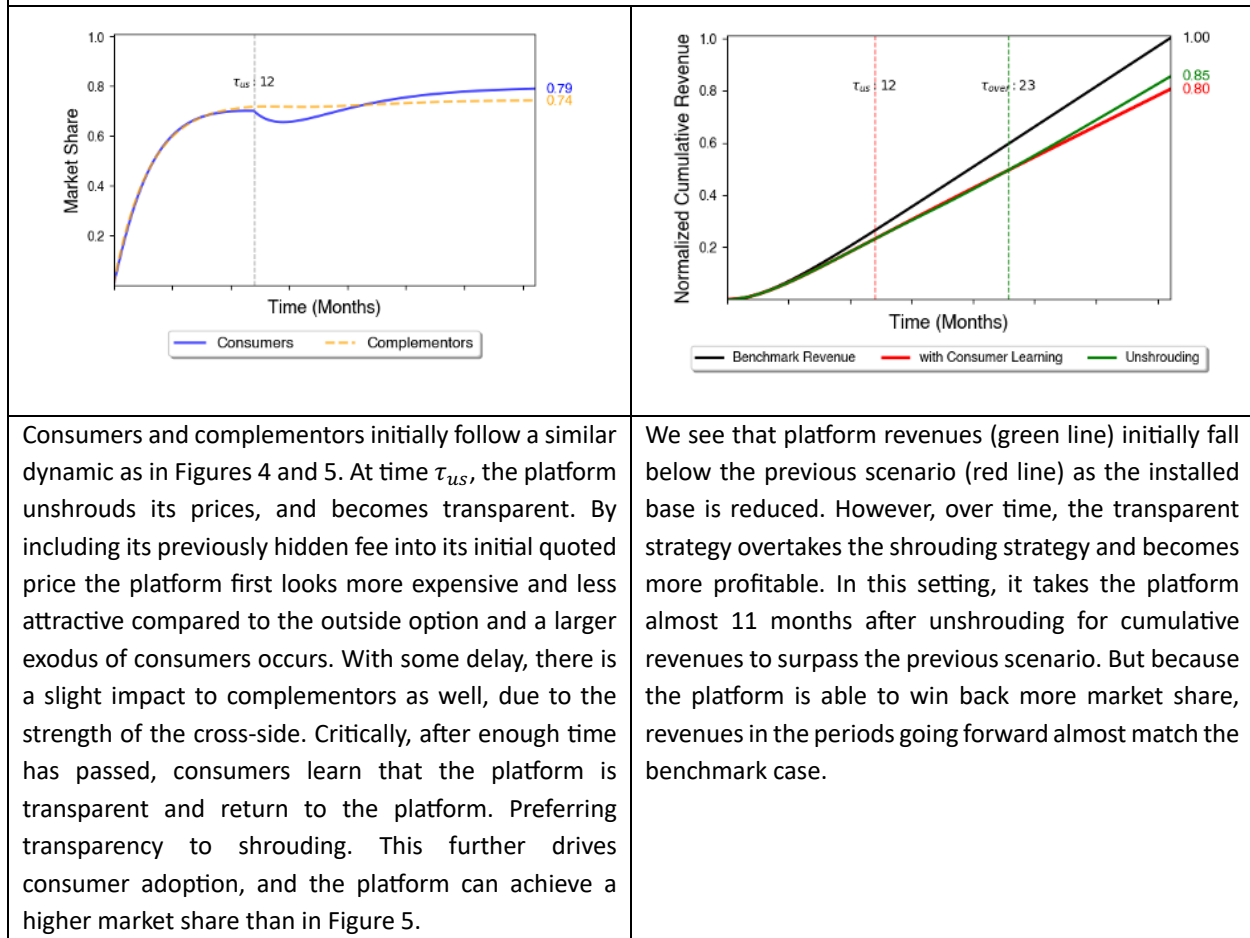 1.0
0.8
0.6
0.4
0.2
Market Share
τus: 12
0.79
0.74
Time (Months)
Consumers
Complementors
1.0
0.8
0.6
0.4
0.2
Normalized Cumulative Revenue
τus: 12
τover: 23
1.00
0.85
0.80
Time (Months)
Benchmark Revenue
with Consumer Learning
Unshrouding
Consumers and complementors initially follow a similar
dynamic as in Figures 4 and 5. At time τus, the platform
unshrouds its prices, and becomes transparent. By
including its previously hidden fee into its initial quoted
price the platform first looks more expensive and less
attractive compared to the outside option and a larger
exodus of consumers occurs. With some delay, there is
a slight impact to complementors as well, due to the
strength of the cross-side. Critically, after enough time
has passed, consumers learn that the platform is
transparent and return to the platform. Preferring
transparency to shrouding. This further drives
consumer adoption, and the platform can achieve a
higher market share than in Figure 5.
We see that platform revenues (green line) initially fall
below the previous scenario (red line) as the installed
base is reduced. However, over time, the transparent
strategy overtakes the shrouding strategy and becomes
more profitable. In this setting, it takes the platform
almost 11 months after unshrouding for cumulative
revenues to surpass the previous scenario. But because
the platform is able to win back more market share,
revenues in the periods going forward almost match the
benchmark case.